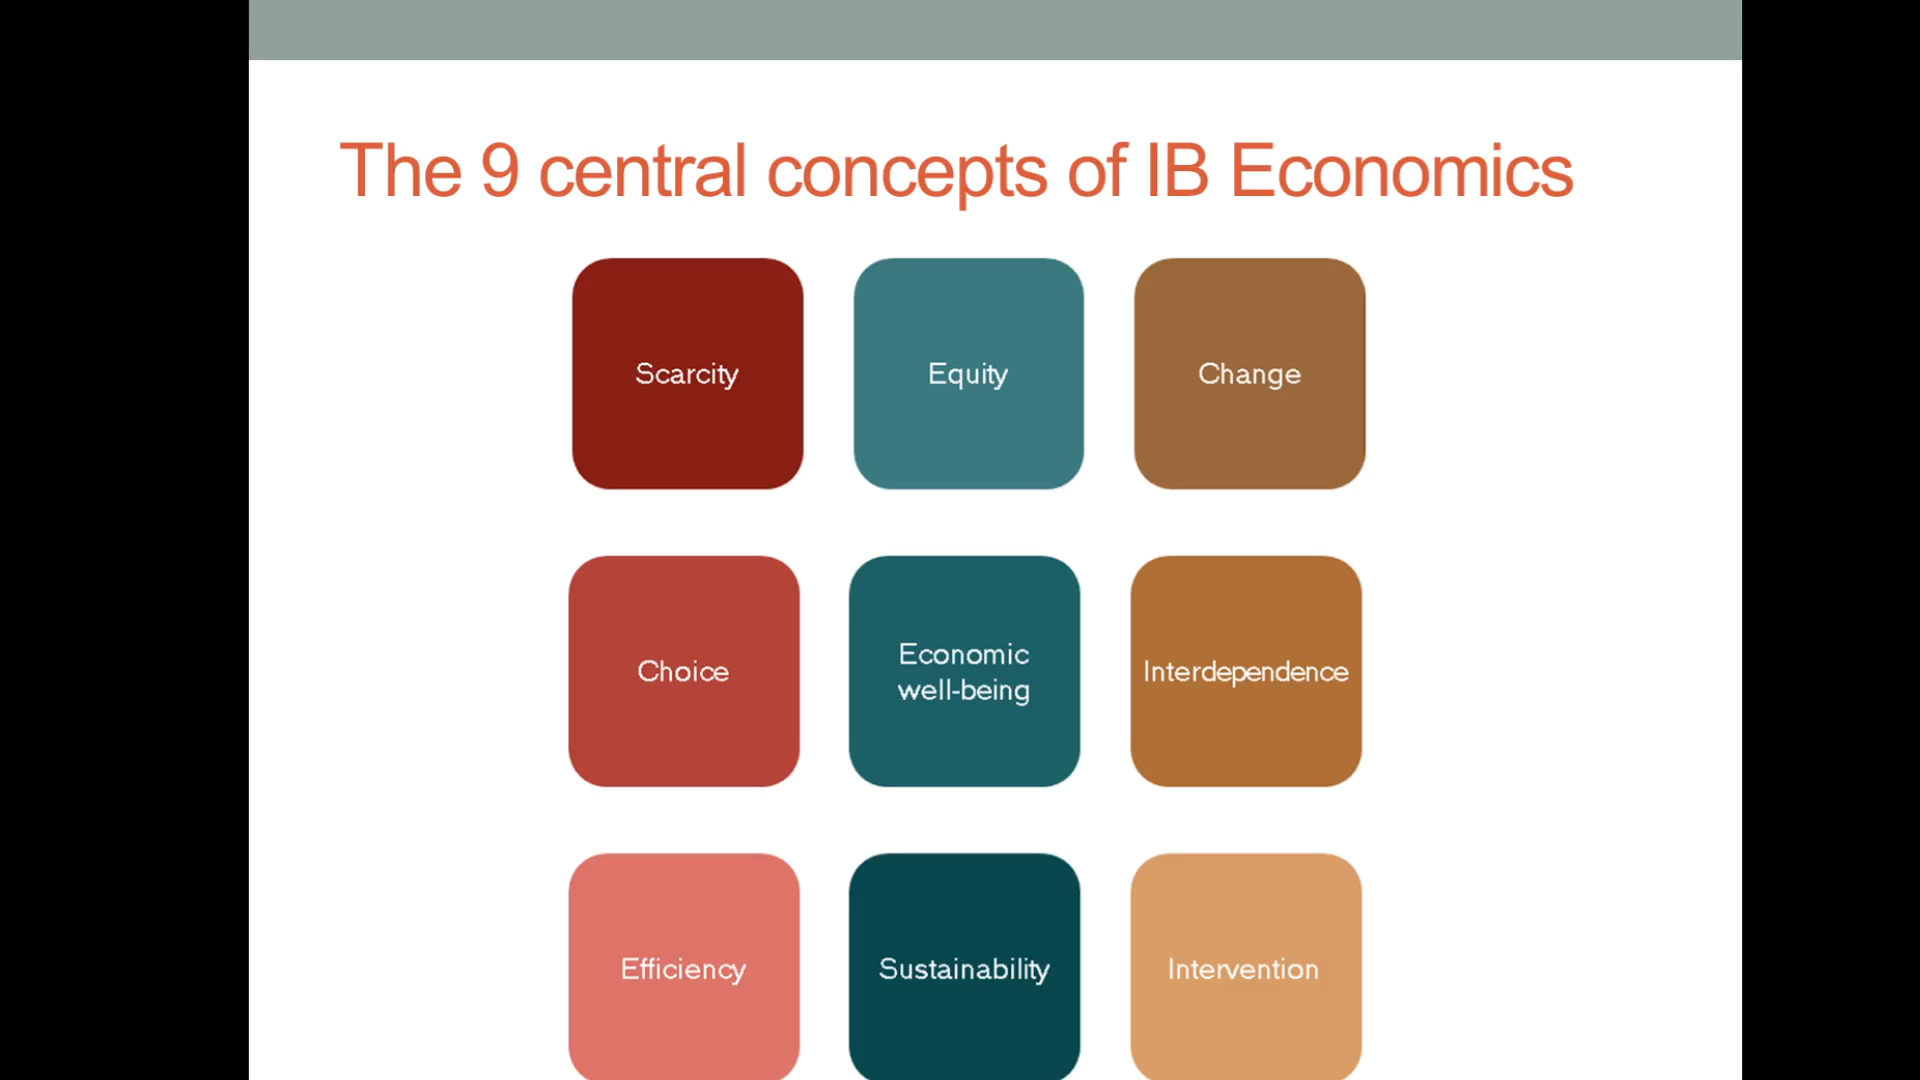 The 9 central concepts of IB Economics
Scarcity
Equity
Change
Choice
Economic
well-being
Interdependence
Efficiency
Sustainability
Intervention